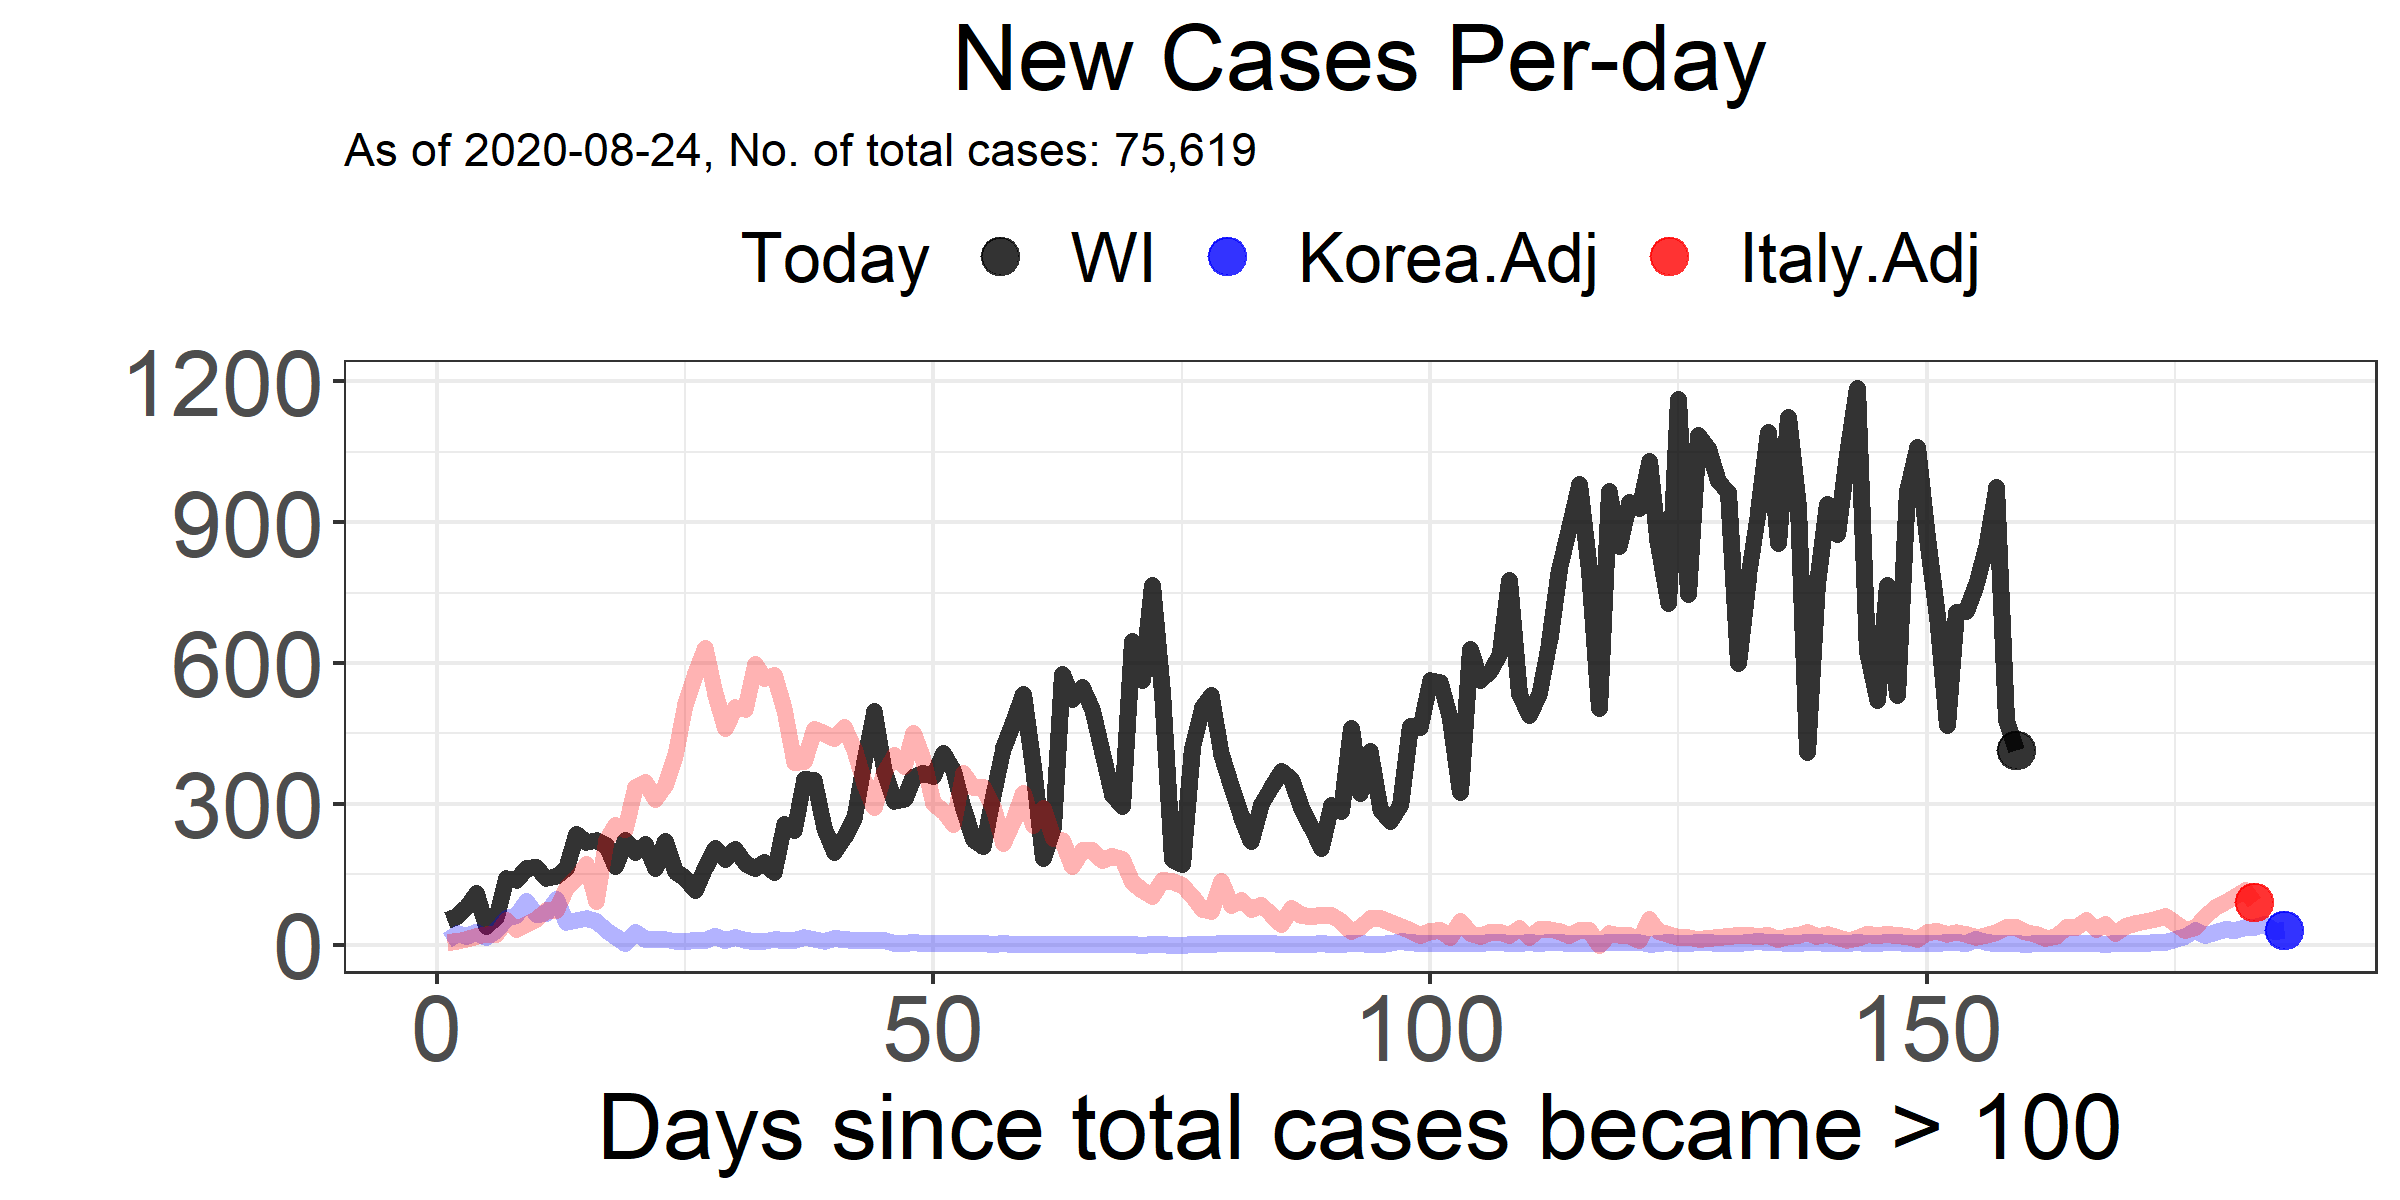 New Cases Per-day
As of 2020-08-24, No. of total cases: 75,619
Today WI Korea.Adj Italy.Adj
1200
900
600
300
0
0 50 100 150
Days since total cases became > 100